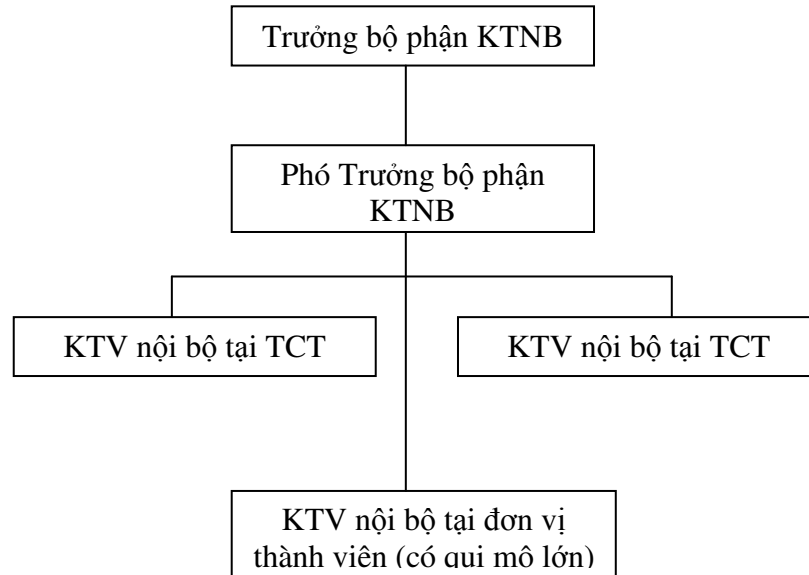 Trưởng bộ phận KTNB
Phó Trưởng bộ phận
KTNB
KTV nội bộ tại TCT
KTV nội bộ tại TCT
KTV nội bộ tại đơn vị
thành viên (có qui mô lớn)